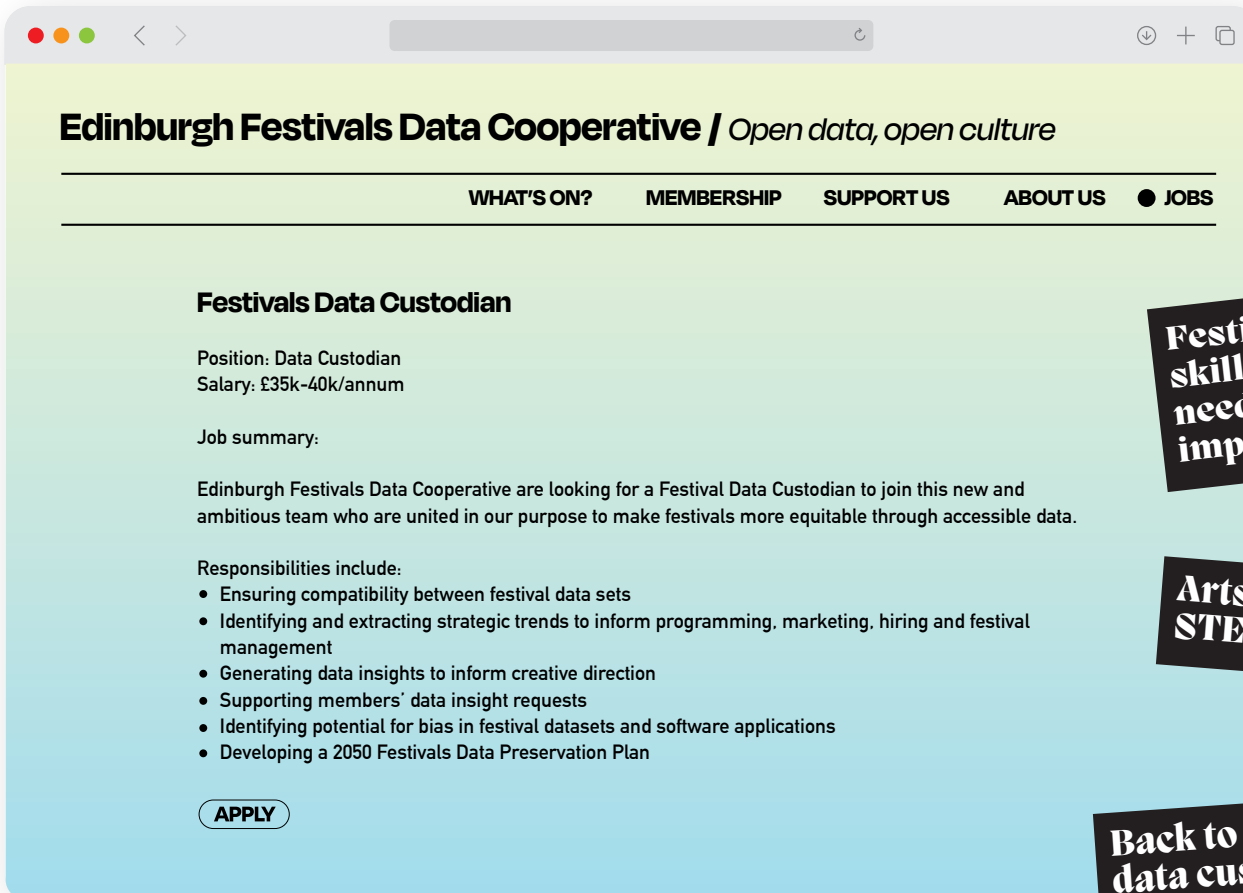 Edinburgh Festivals Data Cooperative / Open data, open culture
WHAT'S ON? MEMBERSHIP SUPPORT US ABOUT US ● JOBS
Festivals Data Custodian
Position: Data Custodian
Salary: £35k-40k/annum
Job summary:
Edinburgh Festivals Data Cooperative are looking for a Festival Data Custodian to join this new and
ambitious team who are united in our purpose to make festivals more equitable through accessible data.
Responsibilities include:
• Ensuring compatibility between festival data sets
• Identifying and extracting strategic trends to inform programming, marketing, hiring and festival
management
• Generating data insights to inform creative direction
• Supporting members' data insight requests
• Identifying potential for bias in festival datasets and software applications
• Developing a 2050 Festivals Data Preservation Plan
APPLY
Arts
Back to
data